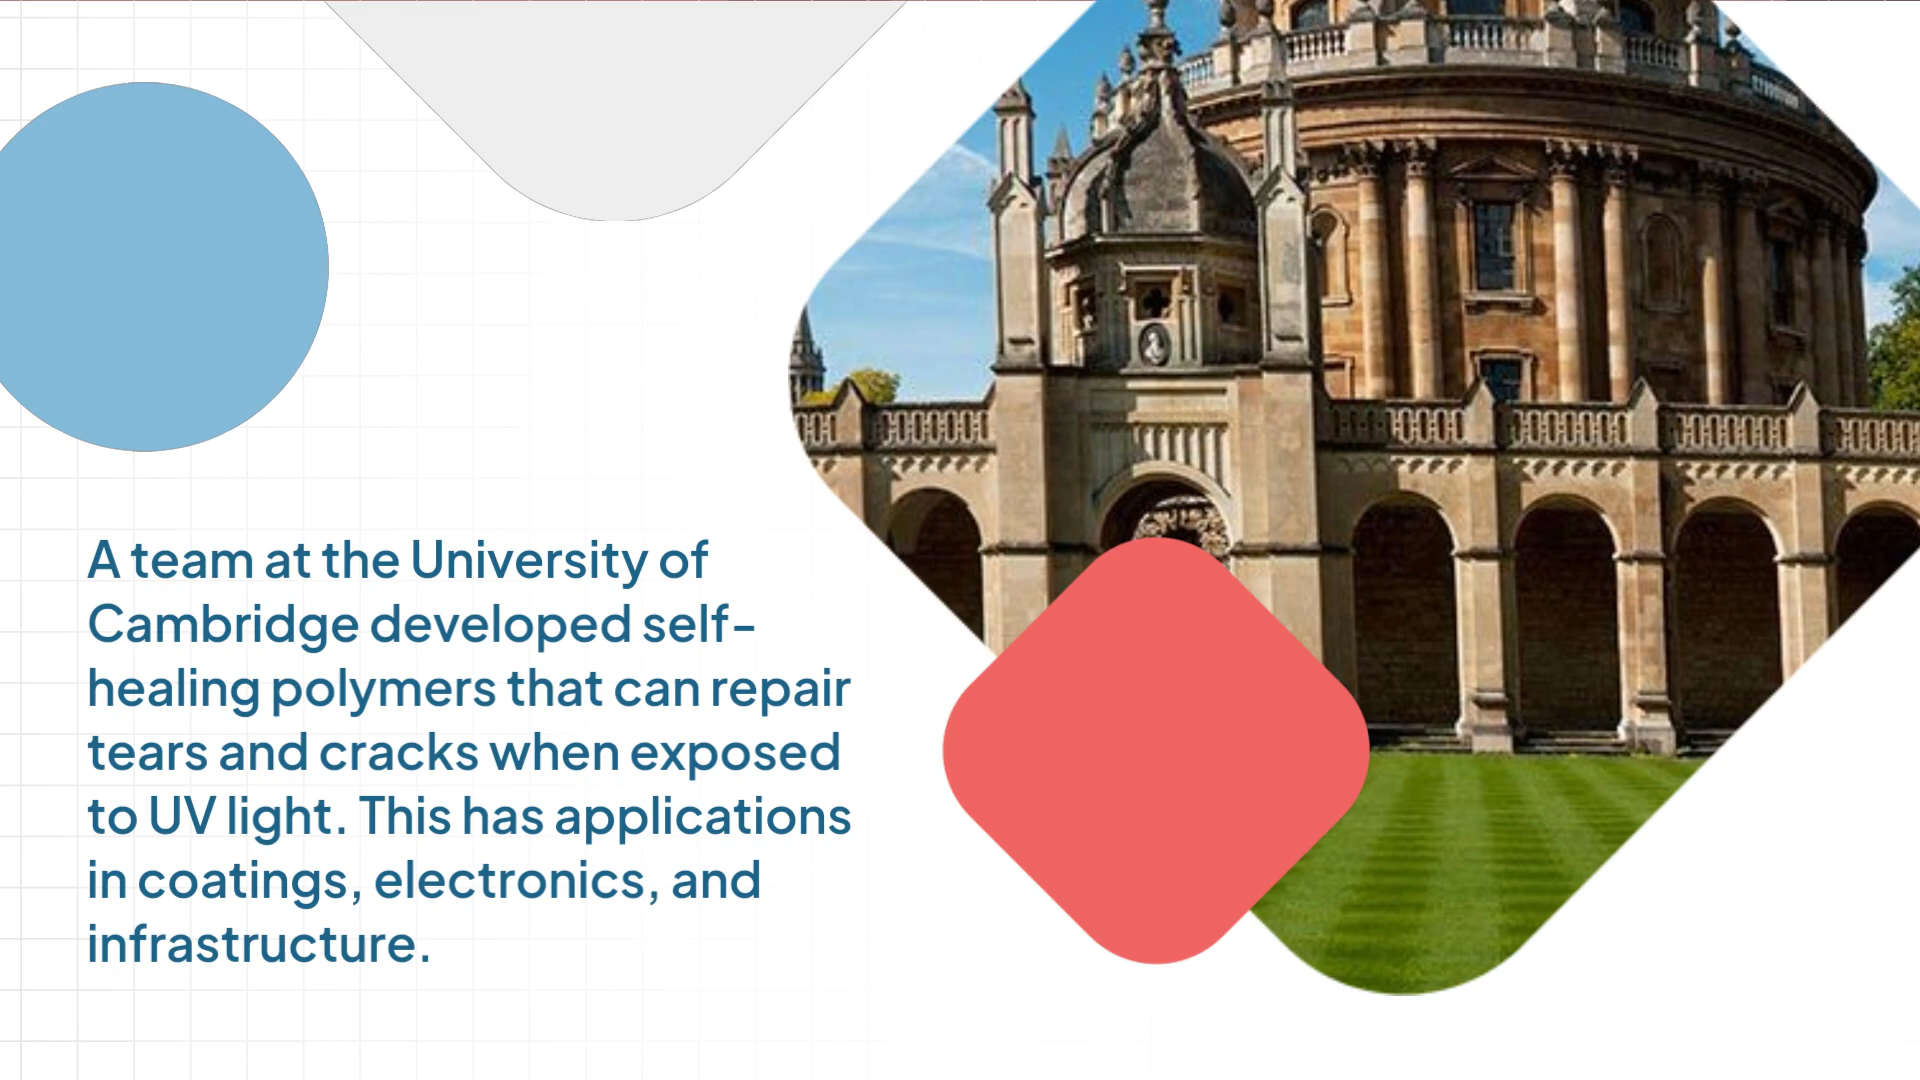 A team at the University of
Cambridge developed self-
healing polymers that can repair
tears and cracks when exposed
to UV light. This has applications
in coatings, electronics, and
infrastructure.